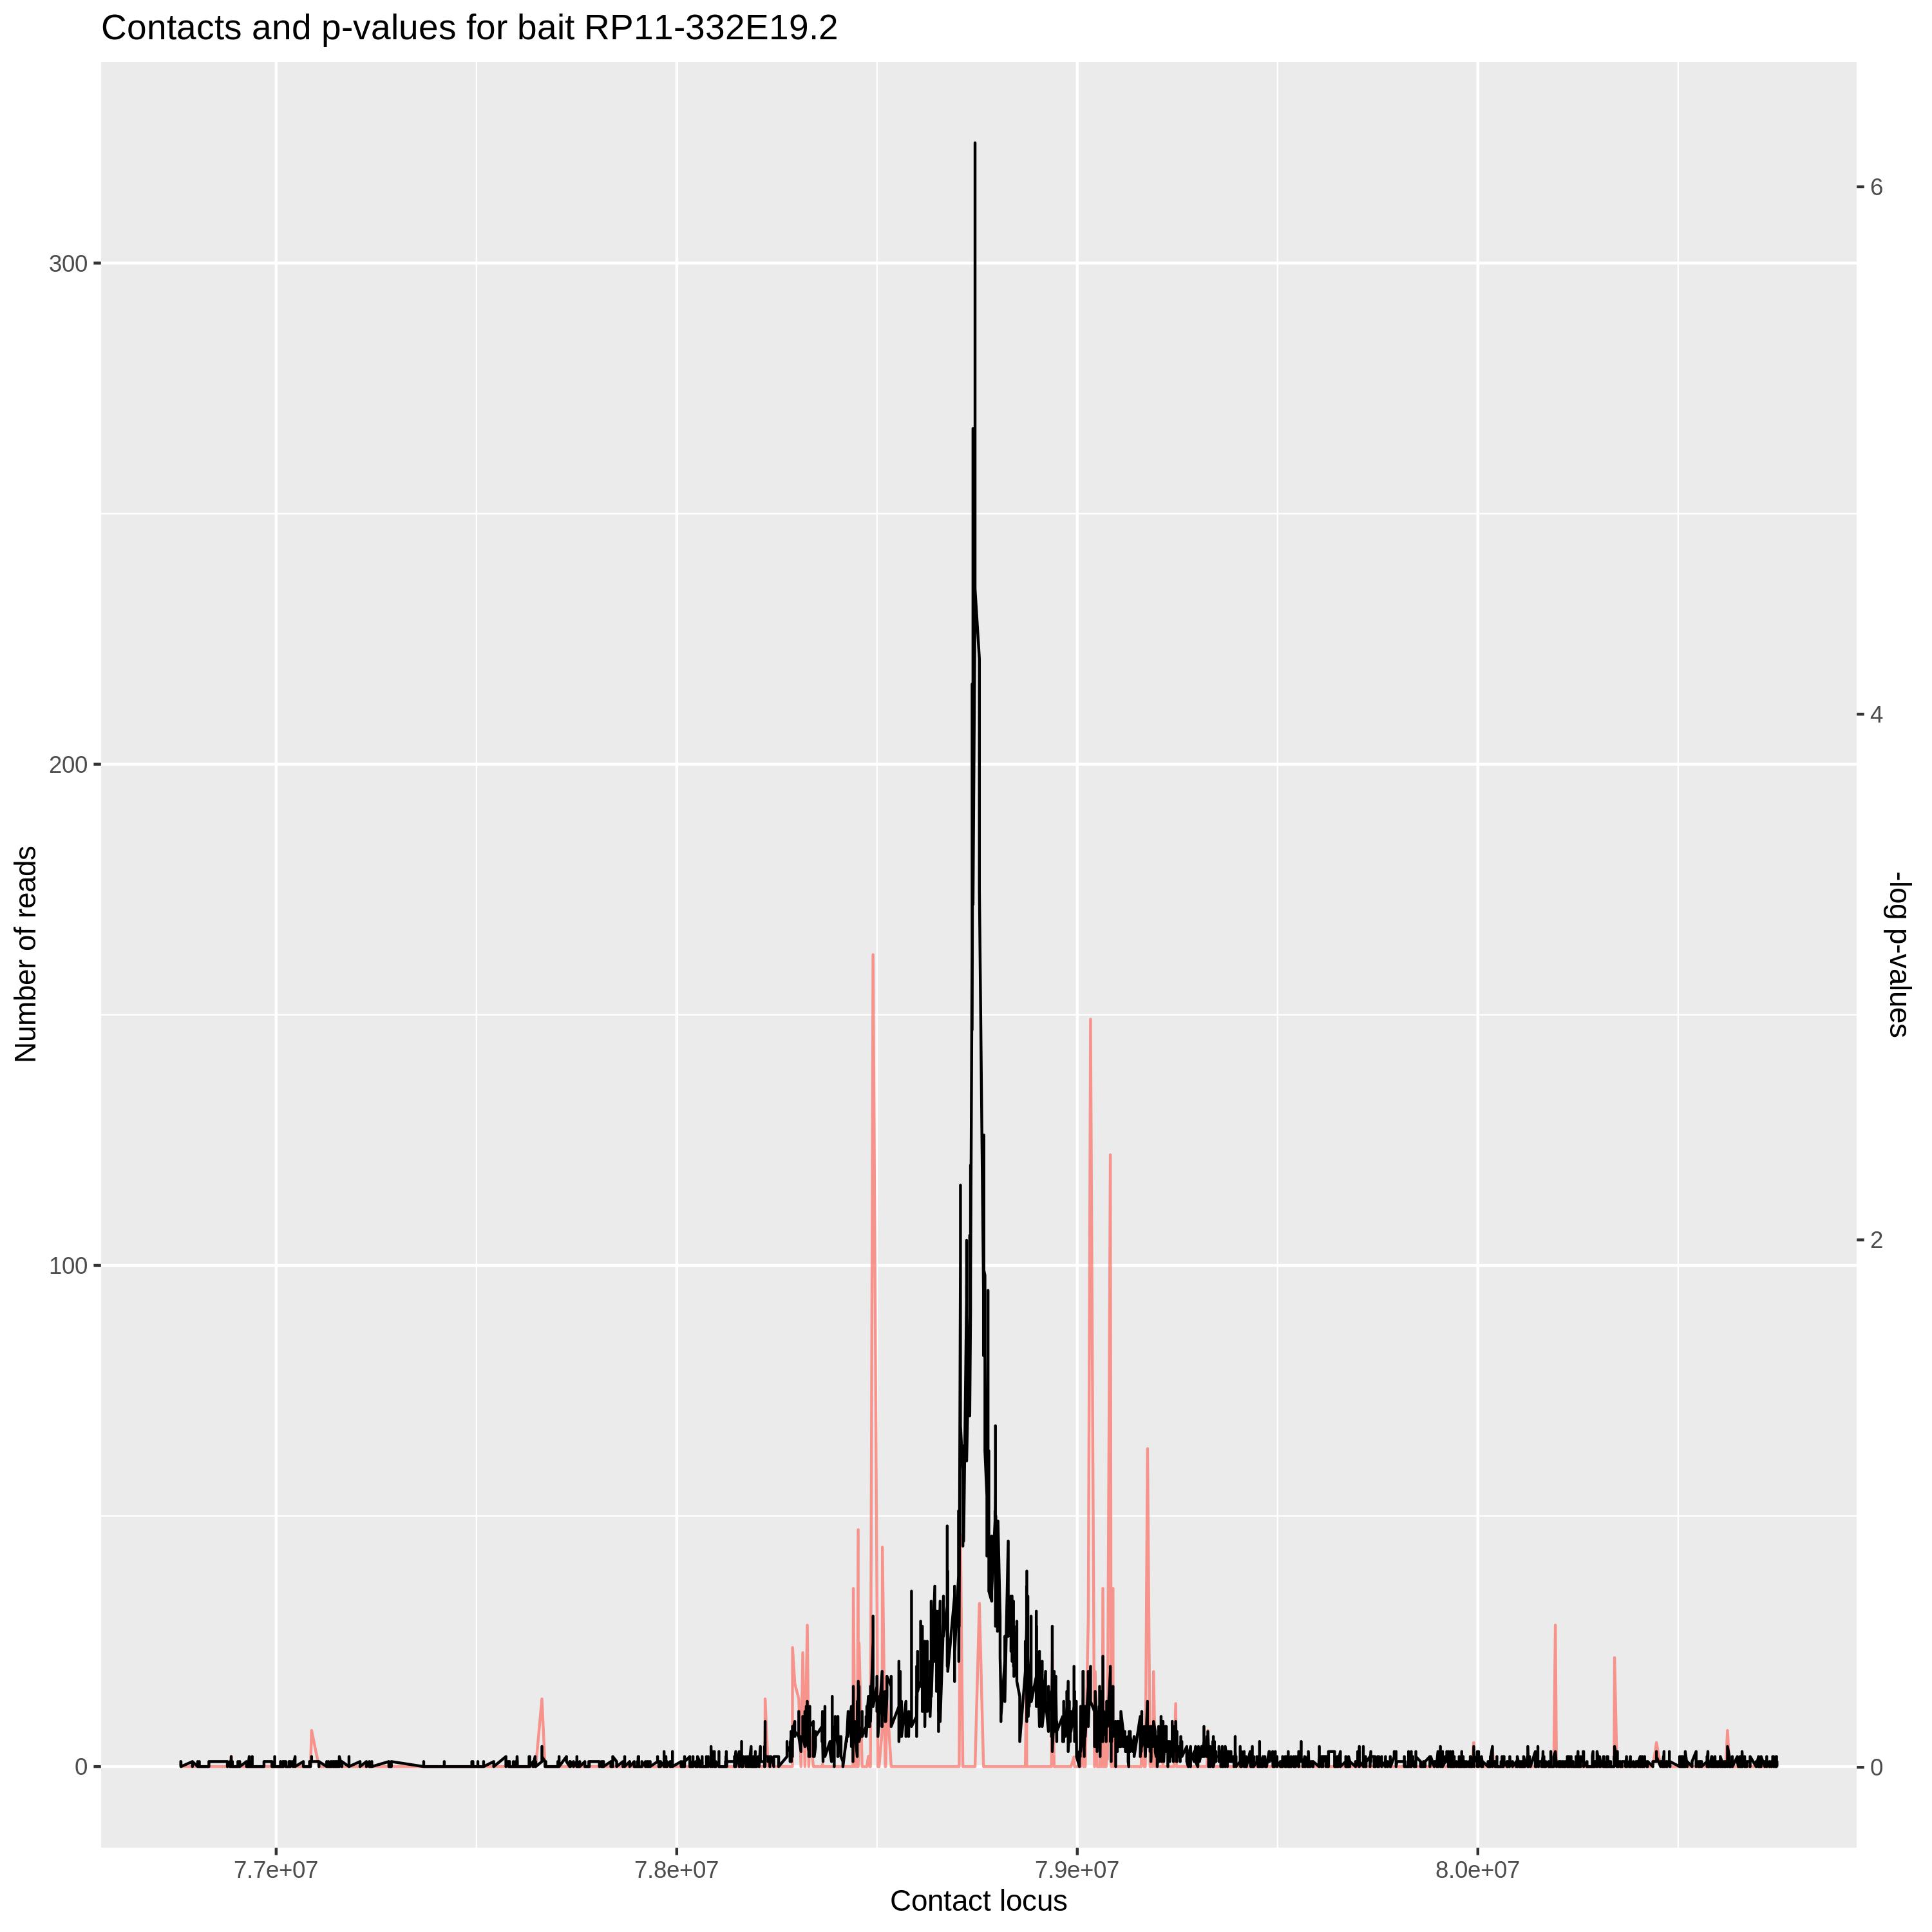 Contacts and p-values for bait RP11-332E19.2
300
200
100
0
Number of reads
6
4
2
0
-log p-values
7.7e+07
7.8e+07
7.9e+07
8.0e+07
Contact locus